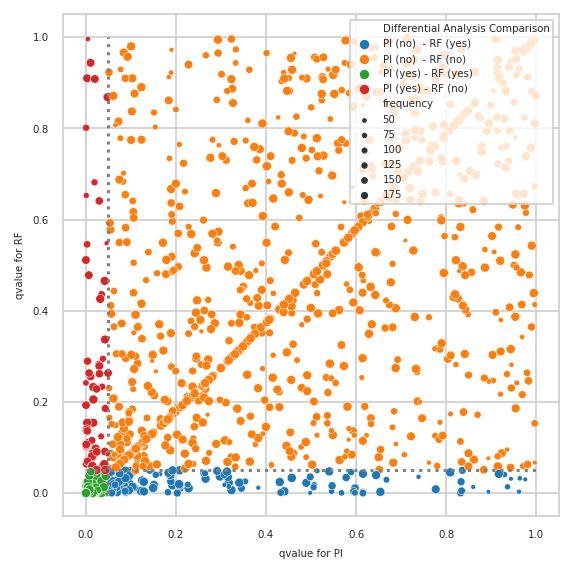 Differential Analysis Comparison
PI (no)  - RF (yes)
PI (no)  - RF (no)
PI (yes) - RF (yes)
PI (yes) - RF (no)
frequency
50
75
100
125
150
175
1.0
0.8
0.6
0.4
0.2
0.0
qvalue for RF
0.0
0.2
0.4
0.6
0.8
1.0
qvalue for PI